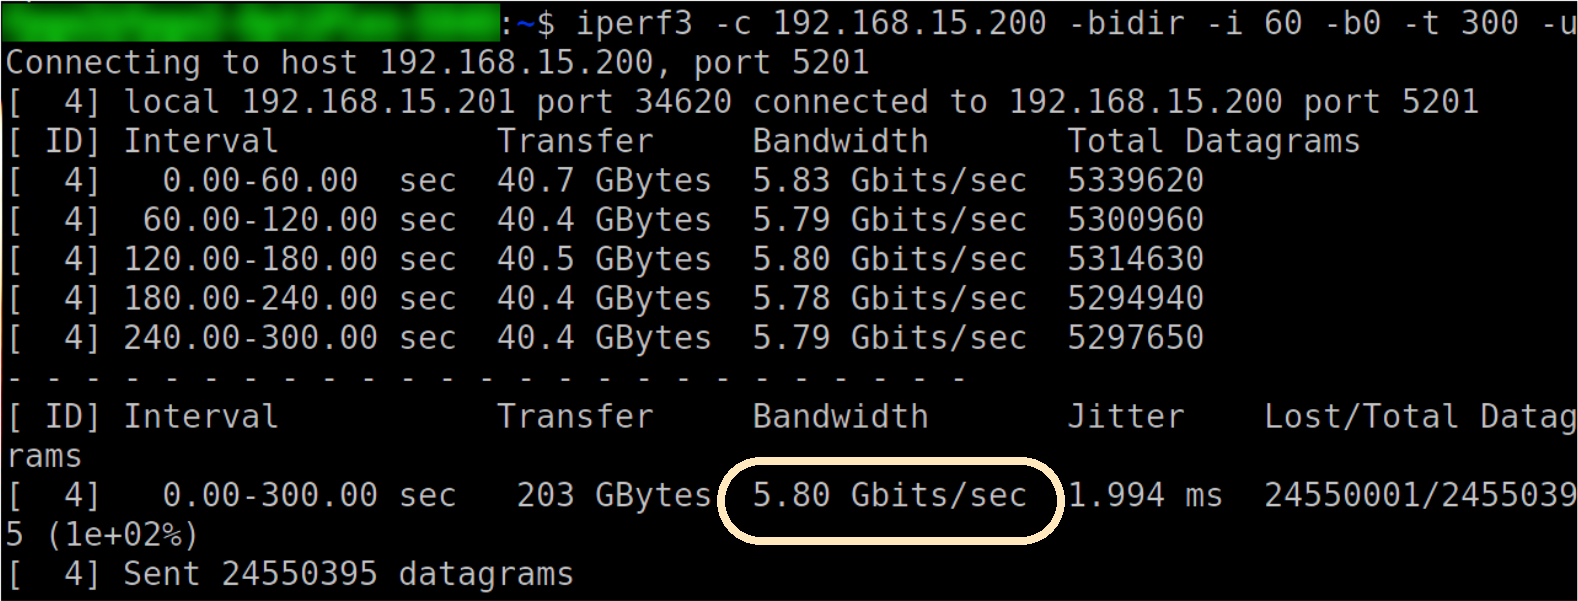 :~$ iperf3 -c 192.168.15.200 -bidir -i 60 -b0 -t 300 -u
Connecting to host 192.168.15.200, port 5201
[  4] local 192.168.15.201 port 34620 connected to 192.168.15.200 port 5201
[ ID] Interval           Transfer     Bandwidth       Total Datagrams
[  4]   0.00-60.00  sec  40.7 GBytes  5.83 Gbits/sec  5339620
[  4]  60.00-120.00 sec  40.4 GBytes  5.79 Gbits/sec  5300960
[  4] 120.00-180.00 sec  40.5 GBytes  5.80 Gbits/sec  5314630
[  4] 180.00-240.00 sec  40.4 GBytes  5.78 Gbits/sec  5294940
[  4] 240.00-300.00 sec  40.4 GBytes  5.79 Gbits/sec  5297650
- - - - - - - - - - - - - - - - - - - - - - - - -
[ ID] Interval           Transfer     Bandwidth       Jitter    Lost/Total Datag
rams
[  4]   0.00-300.00 sec   203 GBytes  5.80 Gbits/sec  1.994 ms  24550001/2455039
5 (1e+02%)
[  4] Sent 24550395 datagrams